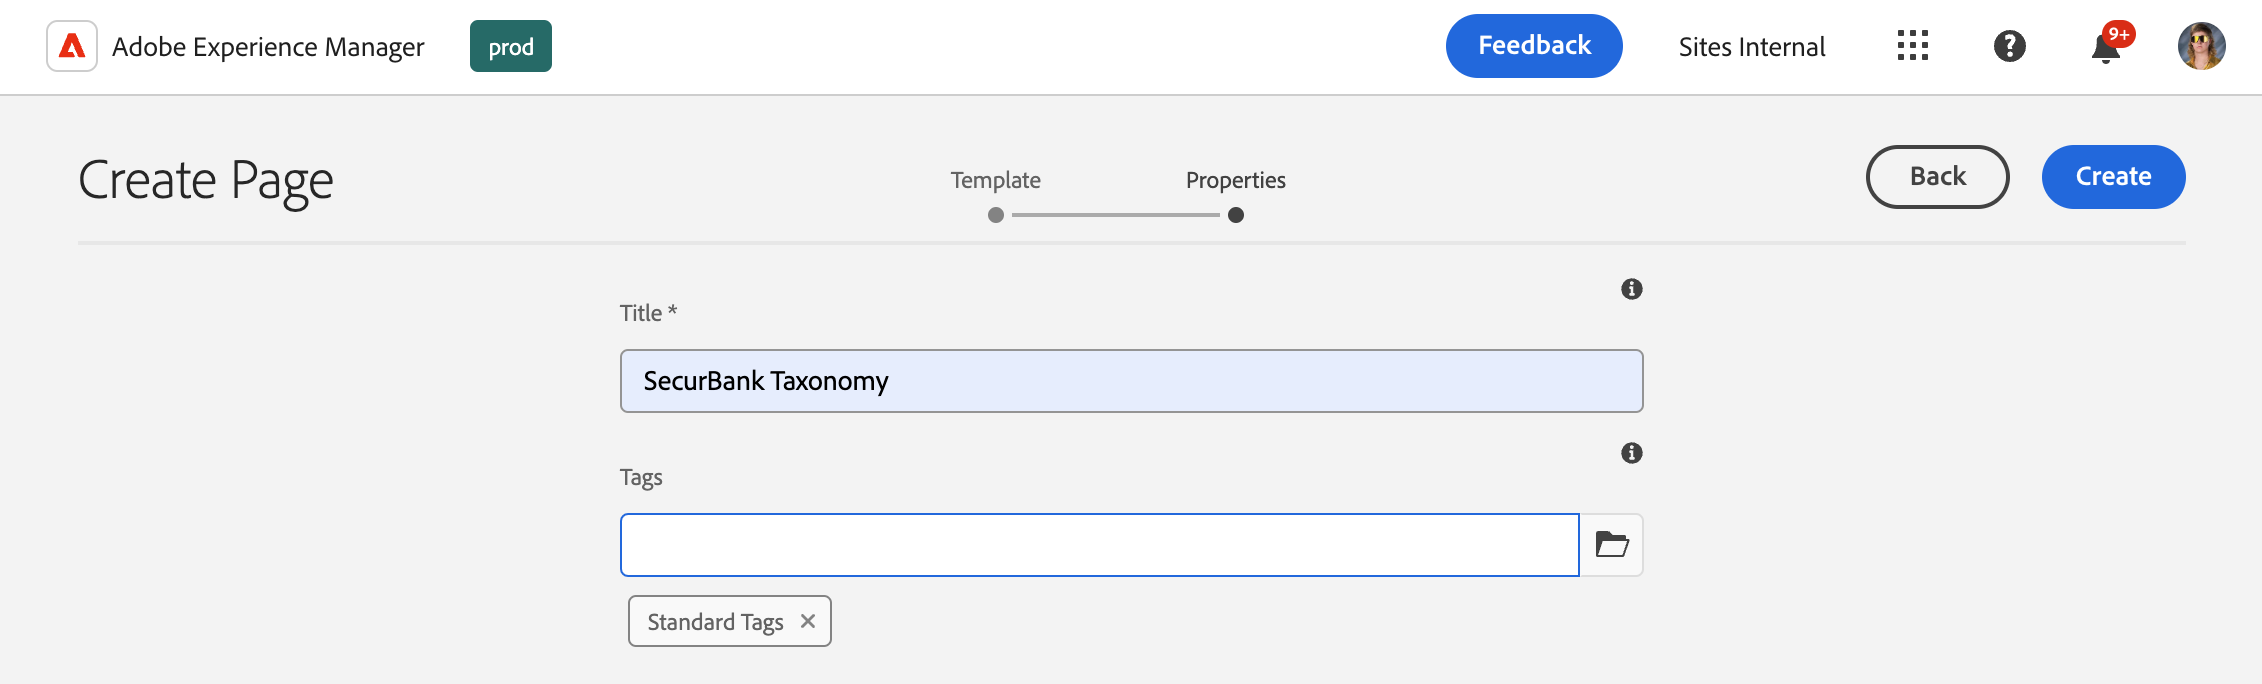 Adobe Experience Manager prod Feedback Sites Internal 9+
Create Page Template Properties Back Create
Title *
SecurBank Taxonomy
Tags
Standard Tags